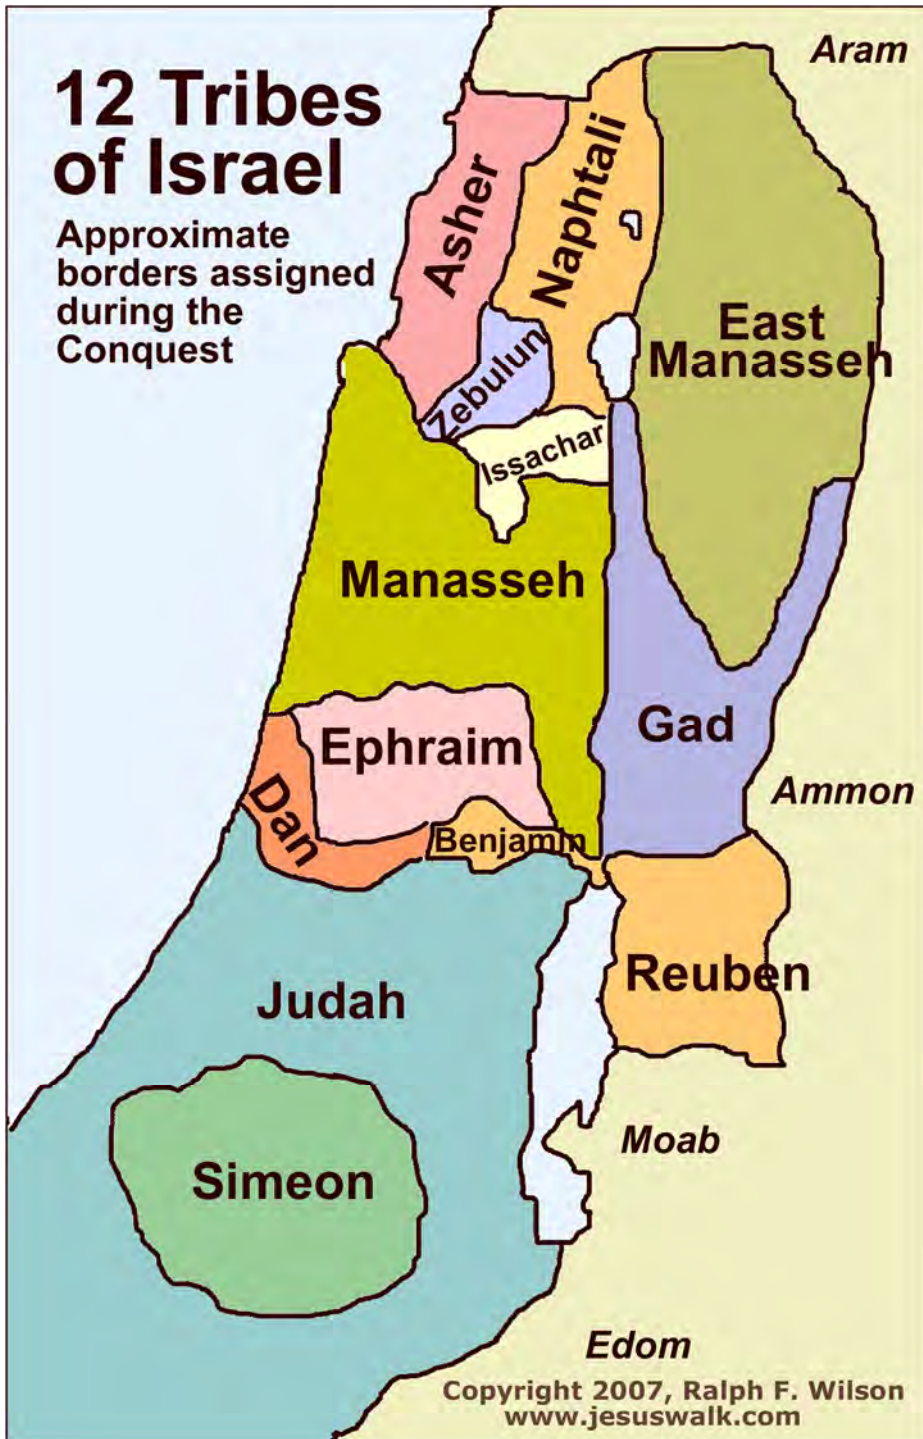 12 Tribes
of Israel
Approximate
borders assigned
during the
Conquest
Aram
Asher
Naphtali
East
Manasseh
Zebulun
Issachar
Manasseh
Gad
Ephraim
Dan
Benjamin
Ammon
Reuben
Judah
Moab
Simeon
Edom
Copyright 2007, Ralph F. Wilson
www.jesuswalk.com